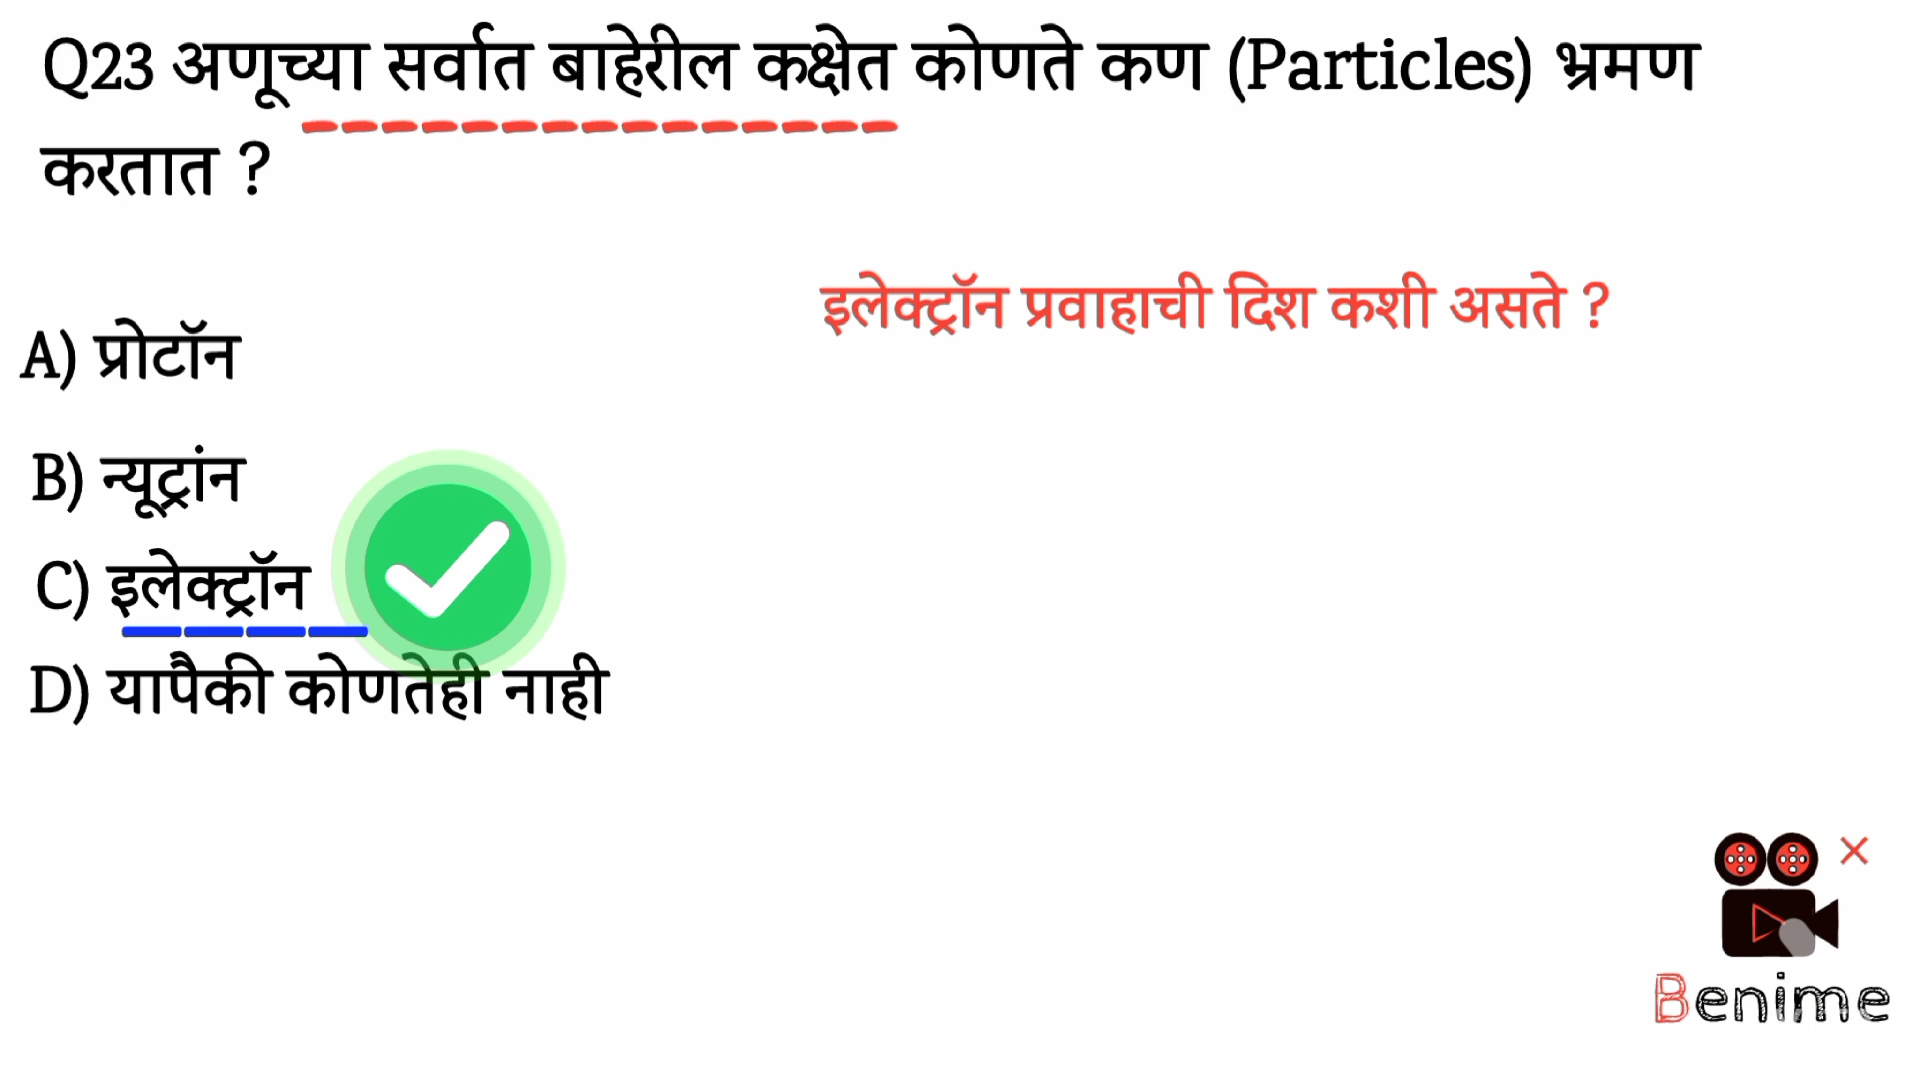 Q23 अणूच्या सर्वात बाहेरील कक्षेत कोणते कण (Particles) भ्रमण
करतात ?
इलेक्ट्रॉन प्रवाहाची दिश कशी असते ?
A) प्रोटॉन
B) न्यूट्रांन
C) इलेक्ट्रॉन
D) यापैकी कोणतेही नाही
Benime